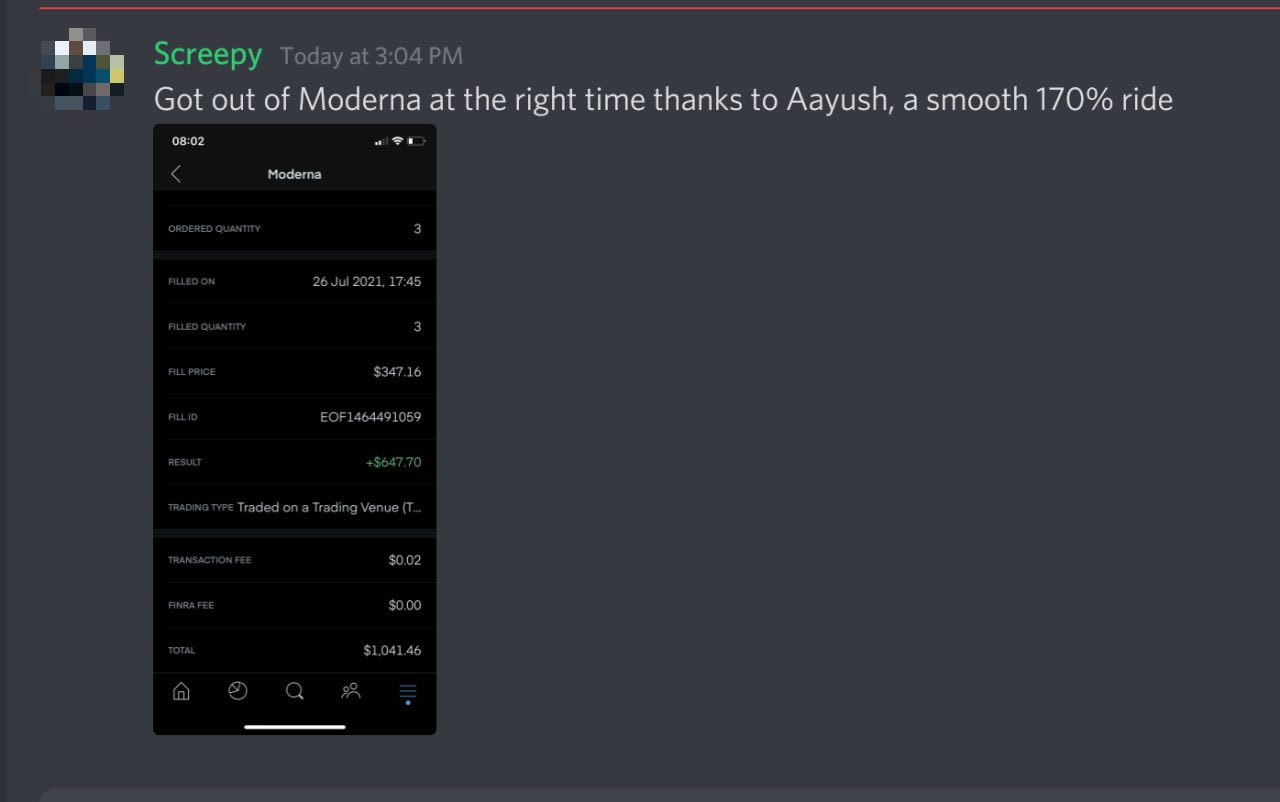 Screepy Today at 3:04 PM
Got out of Moderna at the right time thanks to Aayush, a smooth 170% ride
08:02
Moderna
ORDERED QUANTITY 3
FILLED ON 26 Jul 2021, 17:45
FILLED QUANTITY 3
FILL PRICE $347.16
FILL ID EOF1464491059
RESULT +$647.70
TRADING TYPE Traded on a Trading Venue (T...
TRANSACTION FEE $0.02
FINRA FEE $0.00
TOTAL $1,041.46